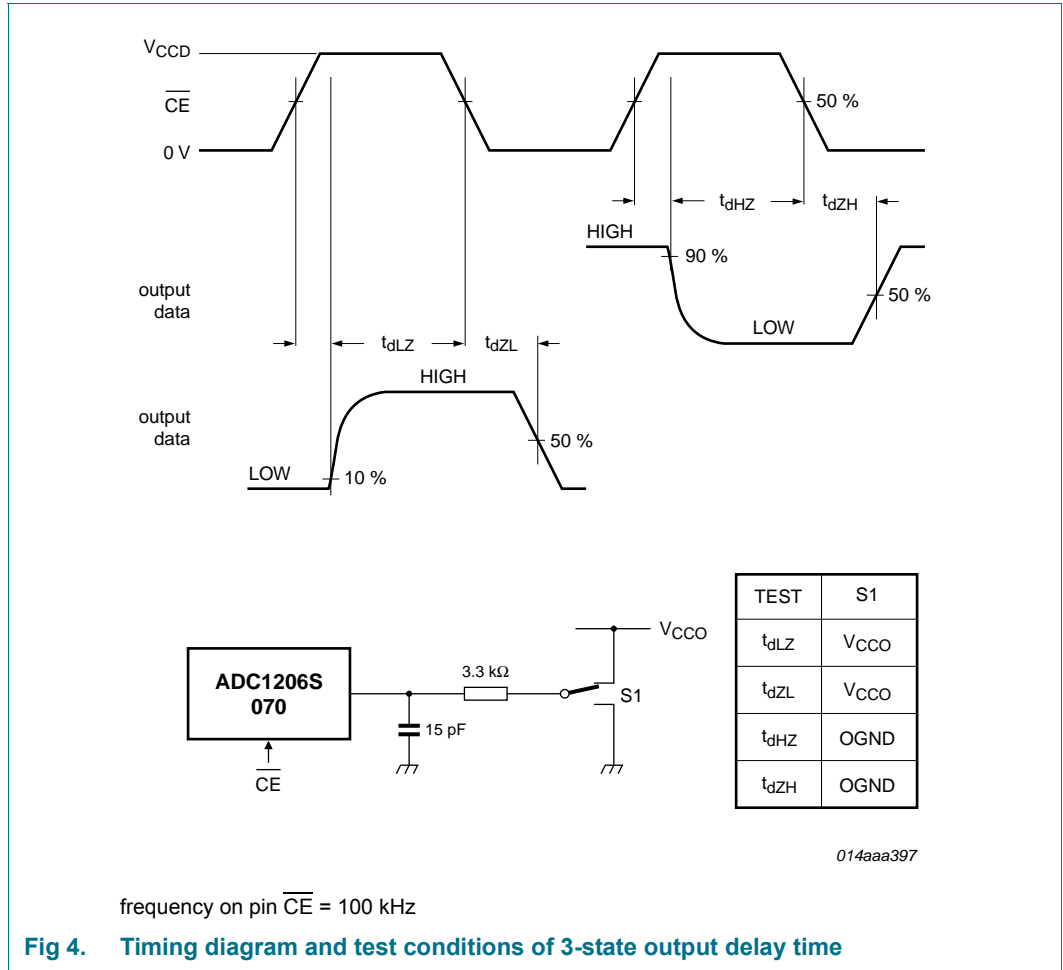 VCCD
CE
0 V
50 %
tdHZ
tdZH
HIGH
90 %
output
data
50 %
LOW
tdLZ
tdZL
HIGH
output
data
50 %
LOW
10 %
TEST S1
tdLZ VCCO
tdZL VCCO
tdHZ OGND
tdZH OGND
VCCO
3.3 kΩ
ADC1206S
070
S1
15 pF
CE
014aaa397
frequency on pin CE = 100 kHz
Fig 4. Timing diagram and test conditions of 3-state output delay time